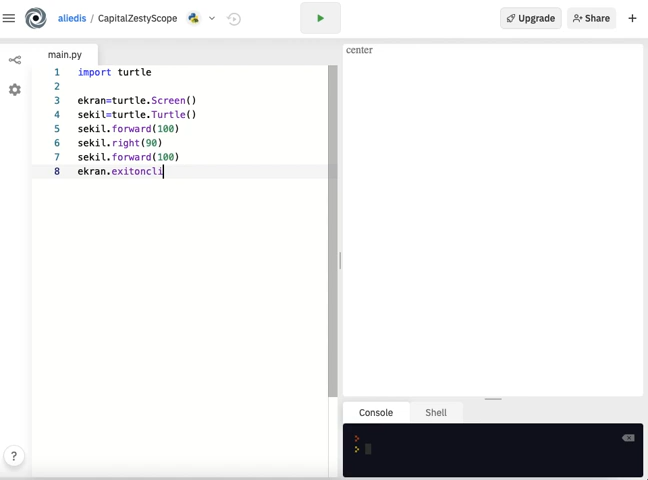 aliedis / CapitalZestyScope
Upgrade
Share
main.py
center
1 import turtle
2
3 ekran=turtle.Screen()
4 sekil=turtle.Turtle()
5 sekil.forward(100)
6 sekil.right(90)
7 sekil.forward(100)
8 ekran.exitoncli
Console
Shell
?